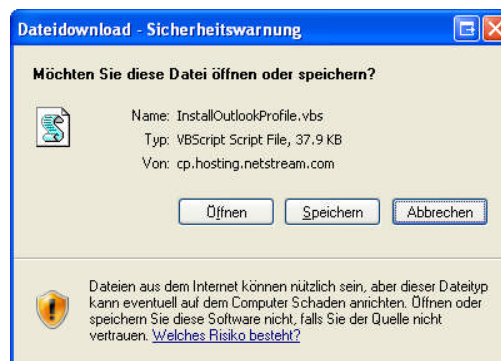 Dateidownload - Sicherheitswarnung
Möchten Sie diese Datei öffnen oder speichern?
Name: InstallOutlookProfile.vbs
Typ: VBScript Script File, 37.9 KB
Von: cp.hosting.netstream.com
Öffnen Speichern Abbrechen
Dateien aus dem Internet können nützlich sein, aber dieser Dateityp
kann eventuell auf dem Computer Schaden anrichten. Öffnen oder
speichern Sie diese Software nicht, falls Sie der Quelle nicht
vertrauen. Welches Risiko besteht?